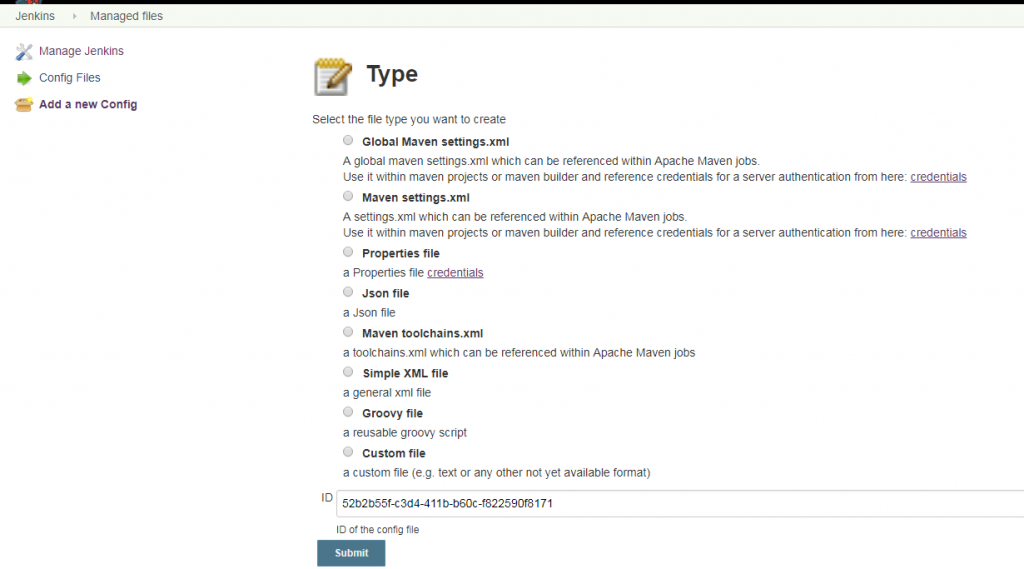 Jenkins Managed files
Manage Jenkins
Config Files
Add a new Config
Type
Select the file type you want to create
Global Maven settings.xml
A global maven settings.xml which can be referenced within Apache Maven jobs.
Use it within maven projects or maven builder and reference credentials for a server authentication from here: credentials
Maven settings.xml
A settings.xml which can be referenced within Apache Maven jobs.
Use it within maven projects or maven builder and reference credentials for a server authentication from here: credentials
Properties file
a Properties file credentials
Json file
a Json file
Maven toolchains.xml
a toolchains.xml which can be referenced within Apache Maven jobs
Simple XML file
a general xml file
Groovy file
a reusable groovy script
Custom file
a custom file (e.g. text or any other not yet available format)
ID 52b2b55f-c3d4-411b-b60c-f822590f8171
ID of the config file
Submit